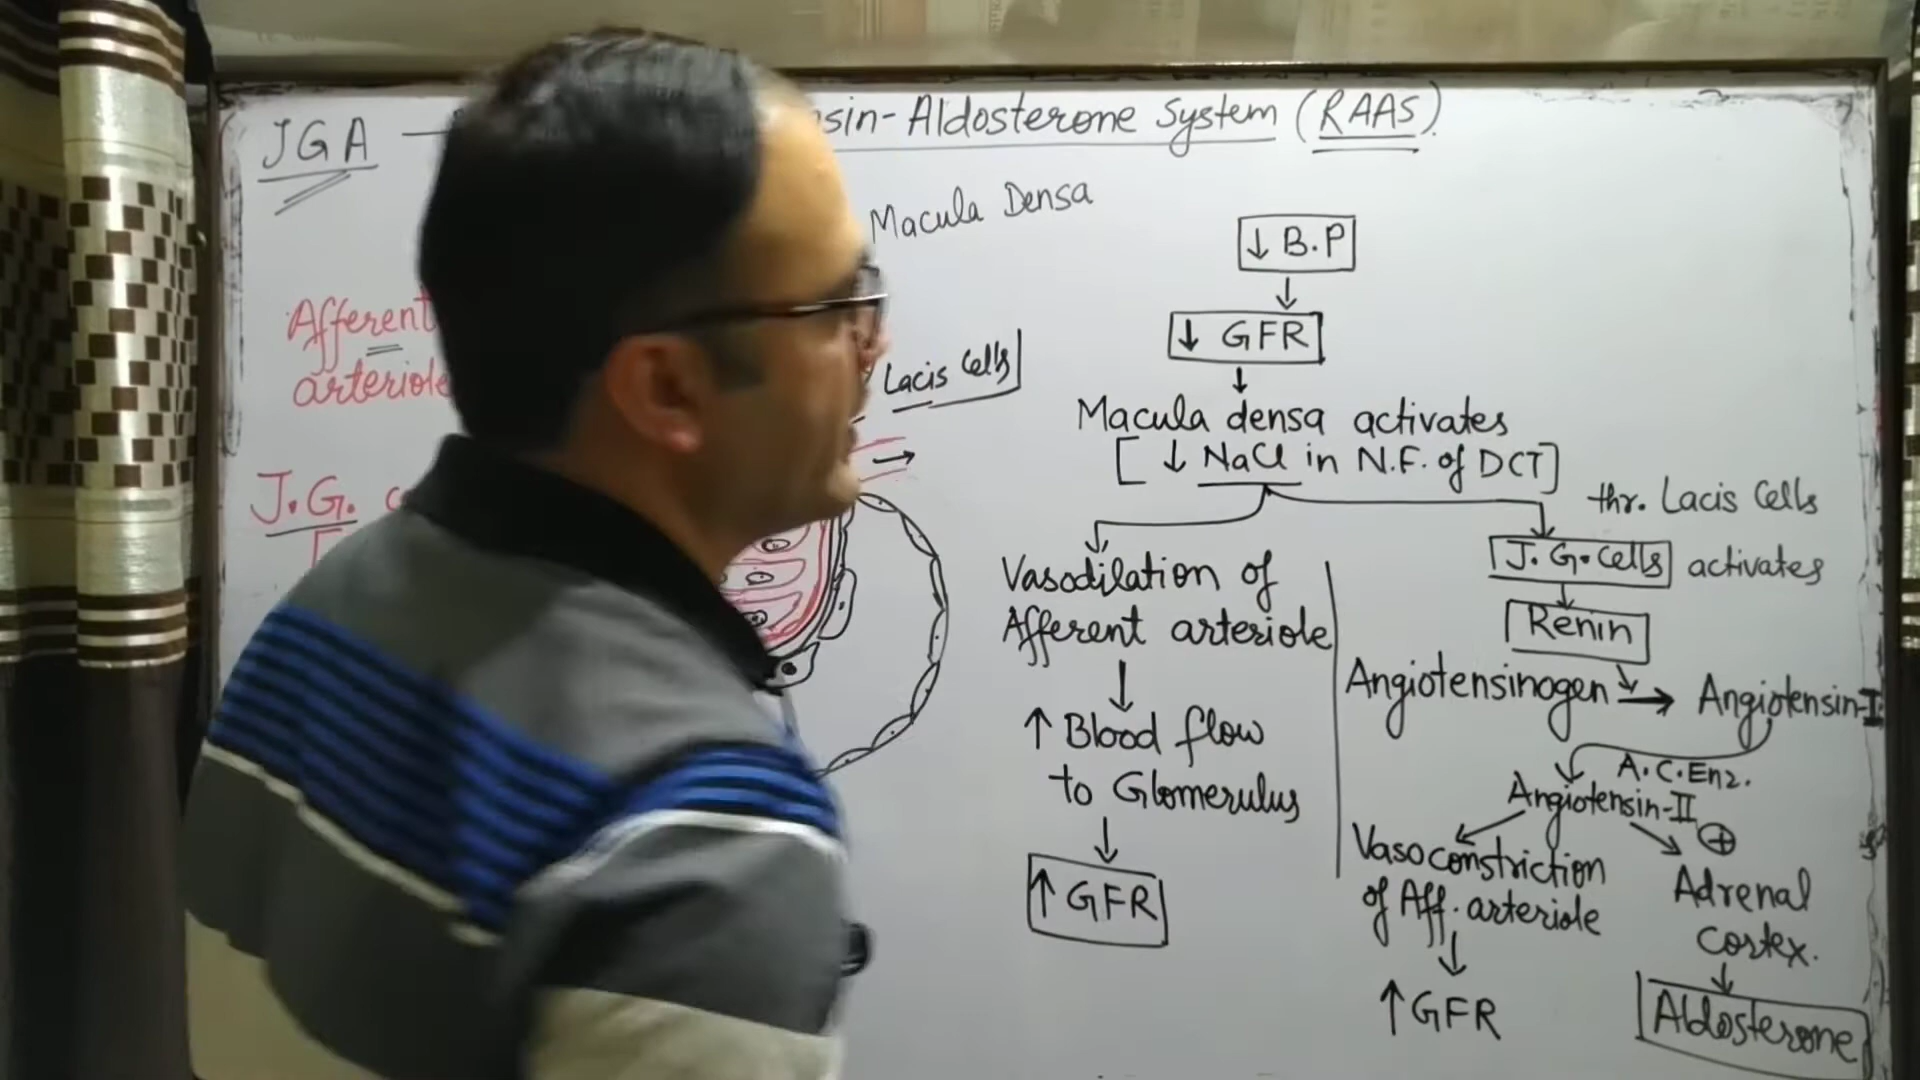 JGA
sin-Aldosterone System (RAAS)
Macula Densa
Afferent
arteriole
Lacis Cells
J.G.
↓ B.P
↓ GFR
Macula densa activates
[ ↓ NaCl in N.F. of DCT]
thr. Lacis Cells
J.G. Cells activates
Renin
Vasodilation of
Afferent arteriole
↑ Blood flow
to Glomerulus
↑ GFR
Angiotensinogen → Angiotensin-I
A.C.Enz.
Angiotensin-II
Vasoconstriction
of Aff. arteriole
↑ GFR
Adrenal
cortex.
Aldosterone